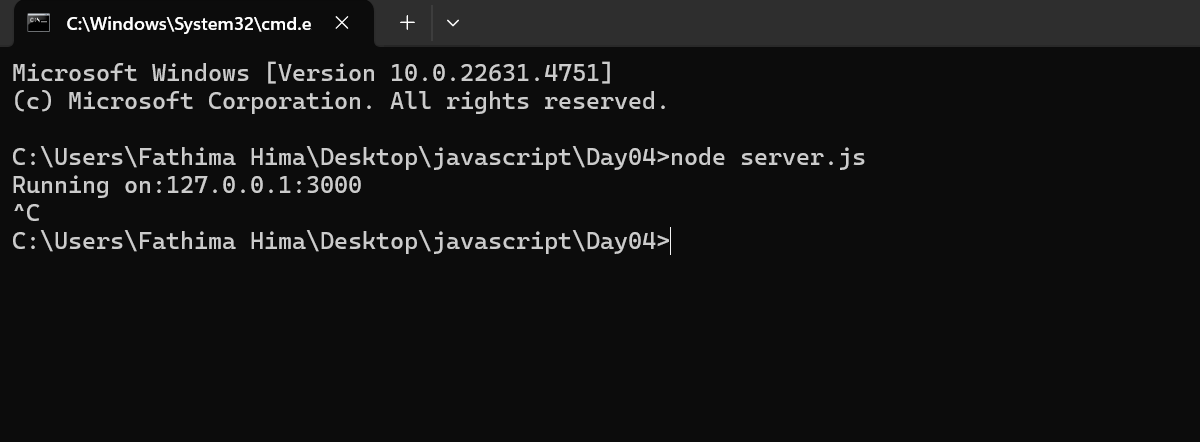 C:\Windows\System32\cmd.e
Microsoft Windows [Version 10.0.22631.4751]
(c) Microsoft Corporation. All rights reserved.
C:\Users\Fathima Hima\Desktop\javascript\Day04>node server.js
Running on:127.0.0.1:3000
^C
C:\Users\Fathima Hima\Desktop\javascript\Day04>